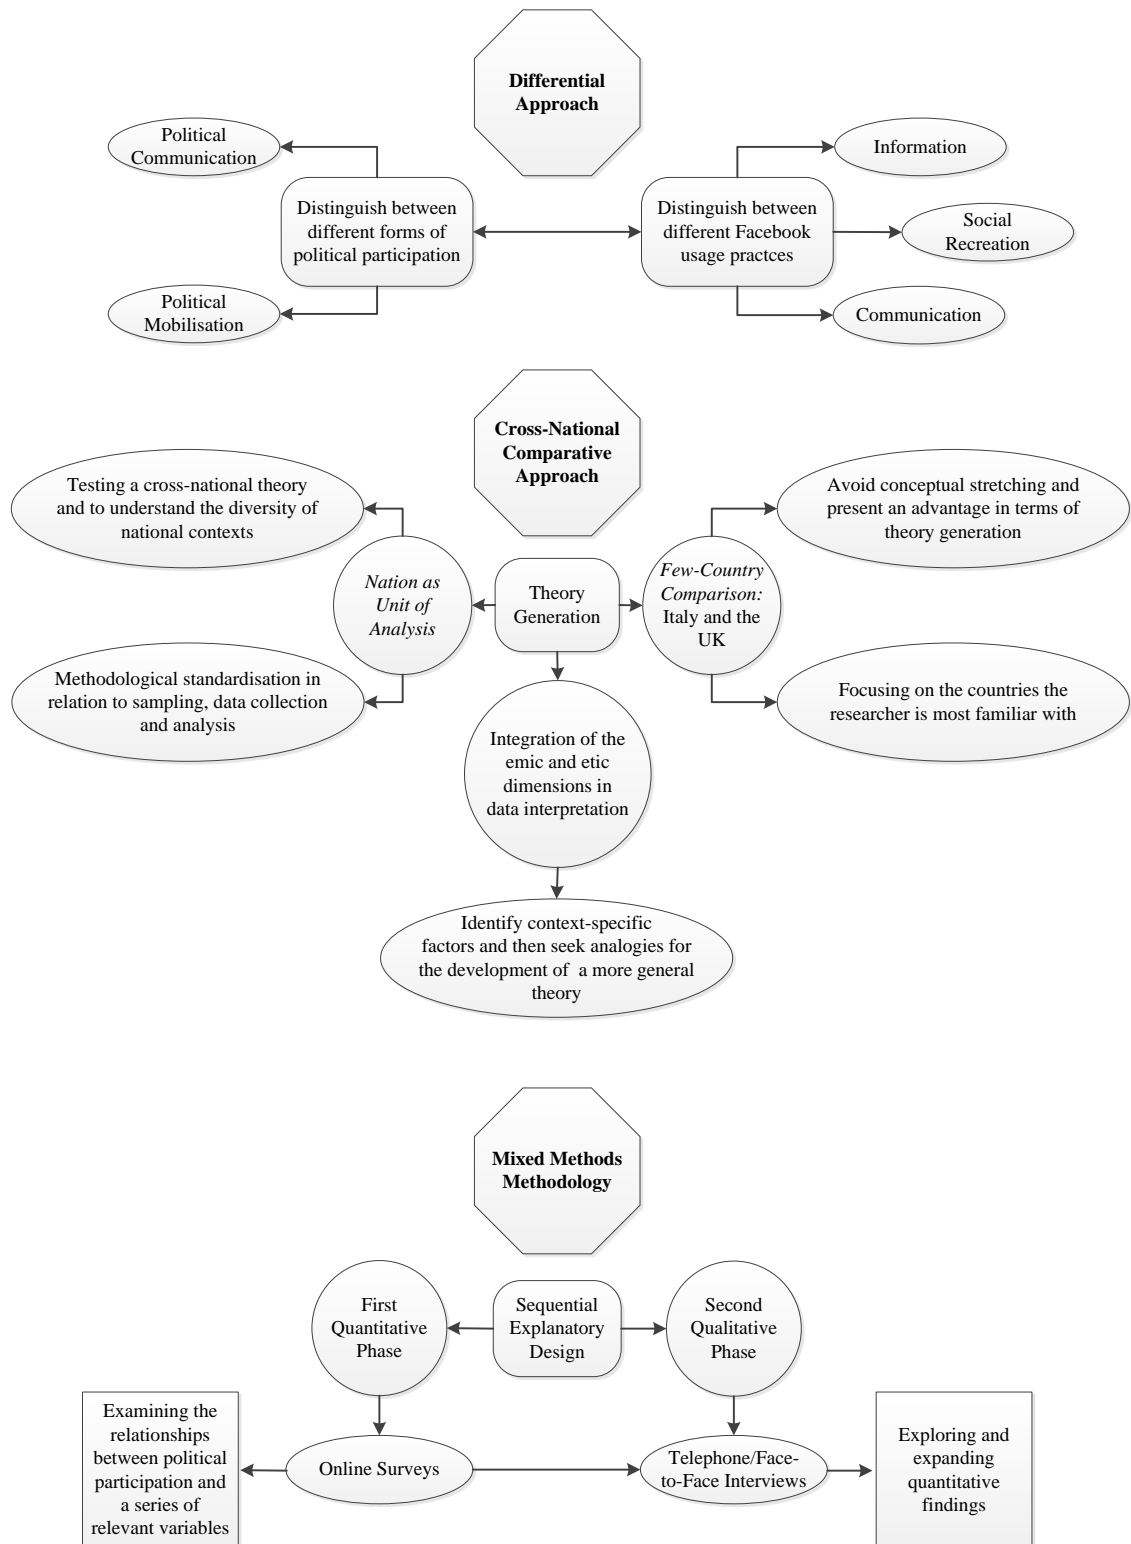 Differential
Approach
Political
Communication
Information
Distinguish between
different forms of
political participation
Distinguish between
different Facebook
usage practces
Social
Recreation
Political
Mobilisation
Communication
Cross-National
Comparative
Approach
Testing a cross-national theory
and to understand the diversity of
national contexts
Avoid conceptual stretching and
present an advantage in terms of
theory generation
Nation as
Unit of
Analysis
Theory
Generation
Few-Country
Comparison:
Italy and the
UK
Methodological standardisation in
relation to sampling, data collection
and analysis
Focusing on the countries the
researcher is most familiar with
Integration of the
emic and etic
dimensions in
data interpretation
Identify context-specific
factors and then seek analogies for
the development of  a more general
theory
Mixed Methods
Methodology
First
Quantitative
Phase
Sequential
Explanatory
Design
Second
Qualitative
Phase
Examining the
relationships
between political
participation and
a series of
relevant variables
Online Surveys
Telephone/Face-
to-Face Interviews
Exploring and
expanding
quantitative
findings